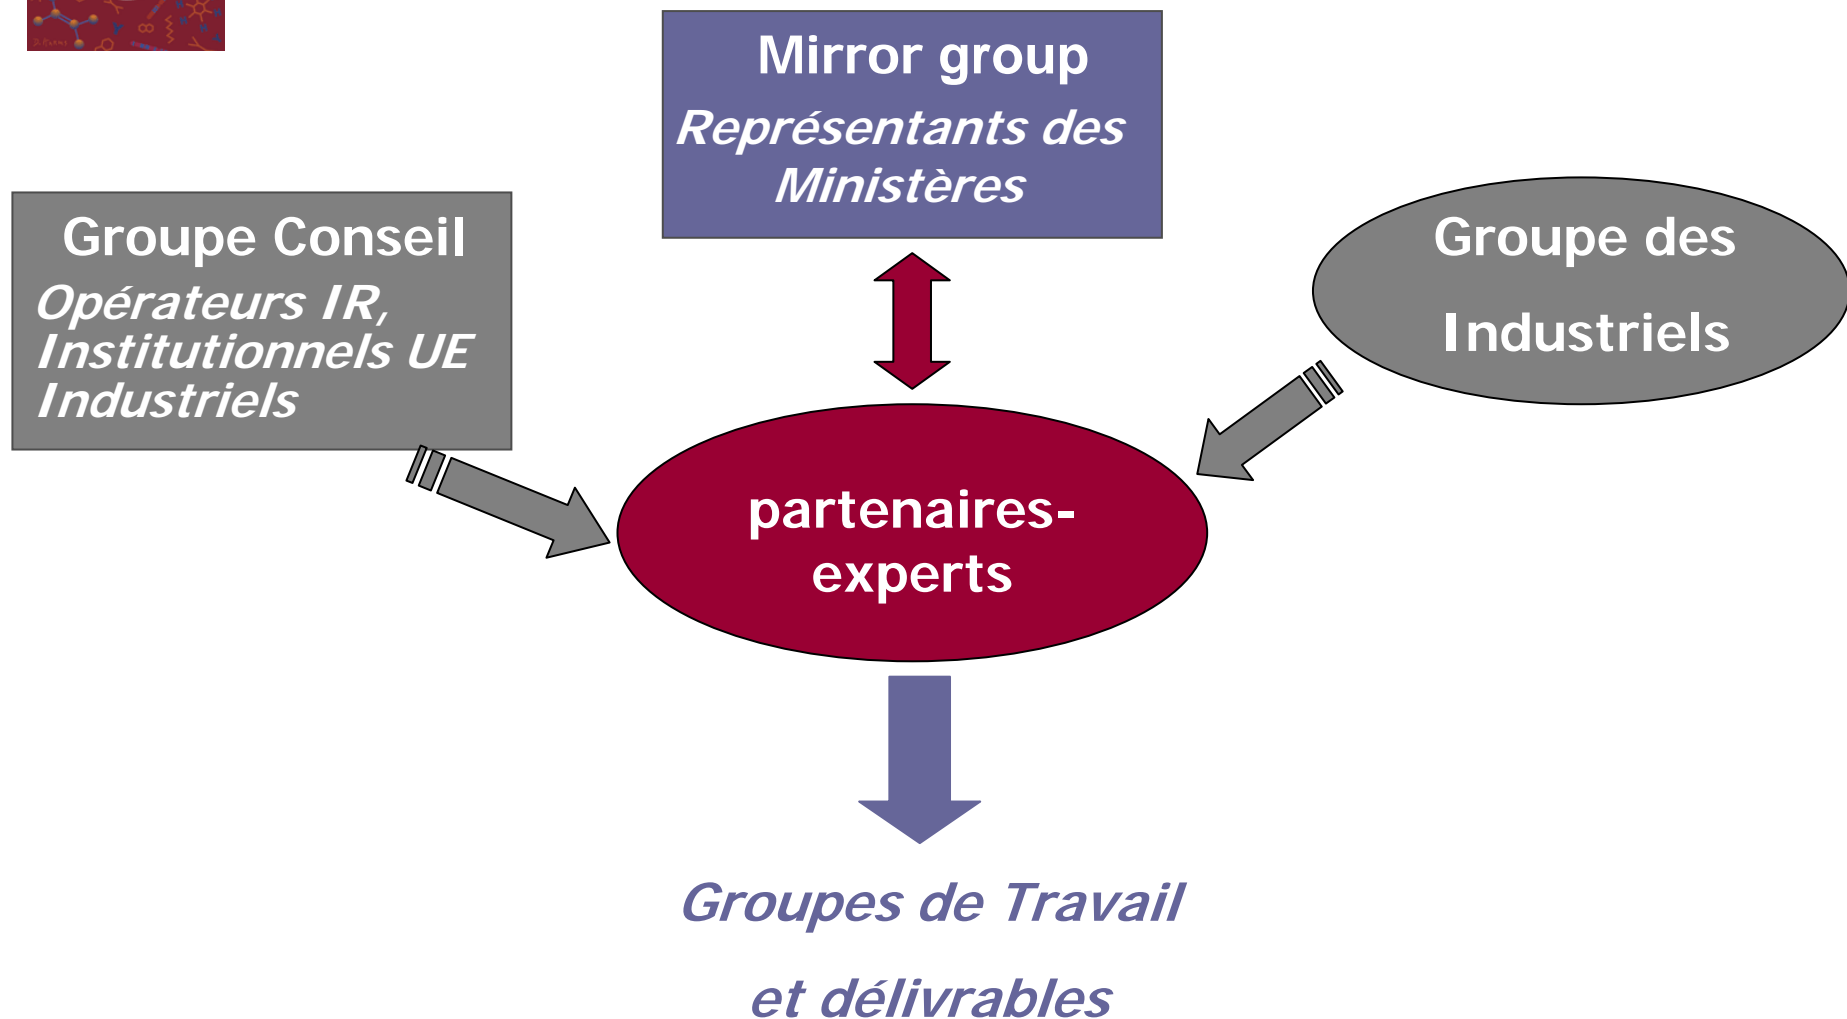 Mirror group
Représentants des
Ministères
Groupe Conseil
Opérateurs IR,
Institutionnels UE
Industriels
Groupe des
Industriels
partenaires-
experts
Groupes de Travail
et délivrables